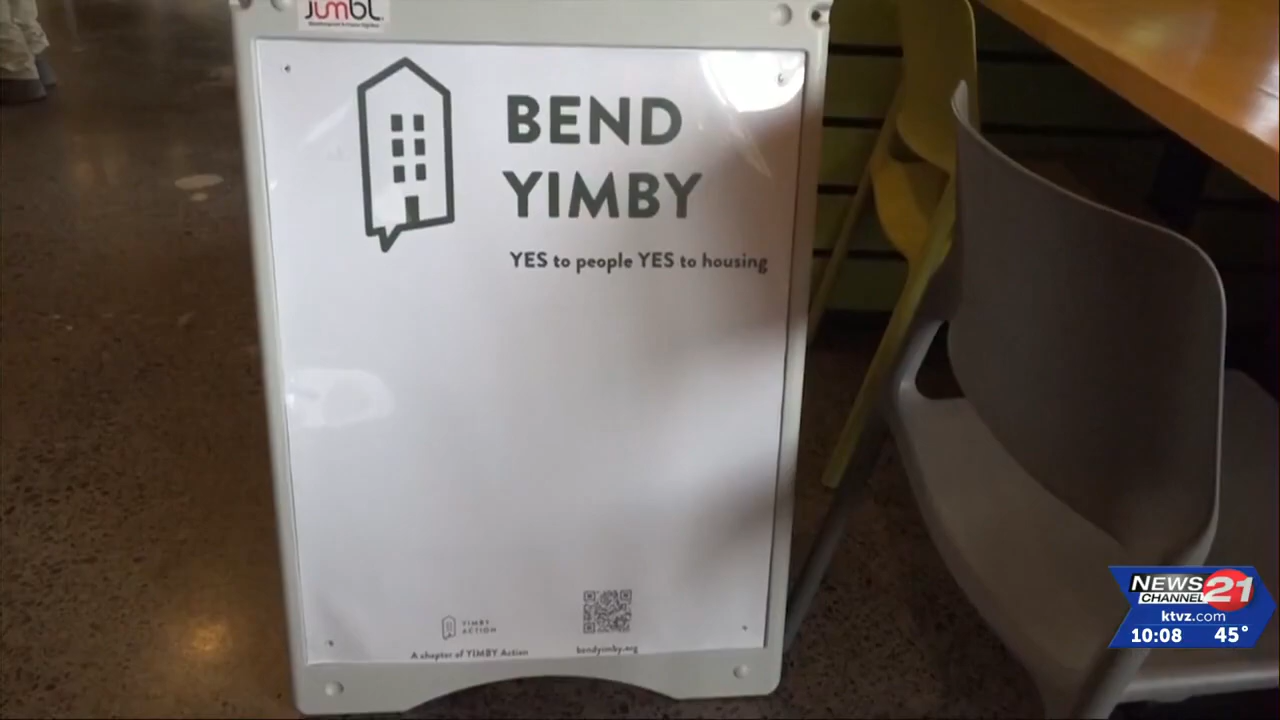 JUMBL
BEND
YIMBY
YES to people YES to housing
YIMBY
ACTION
A chapter of YIMBY Action
bendyimby.org
NEWS
CHANNEL 21
ktvz.com
10:08 45°